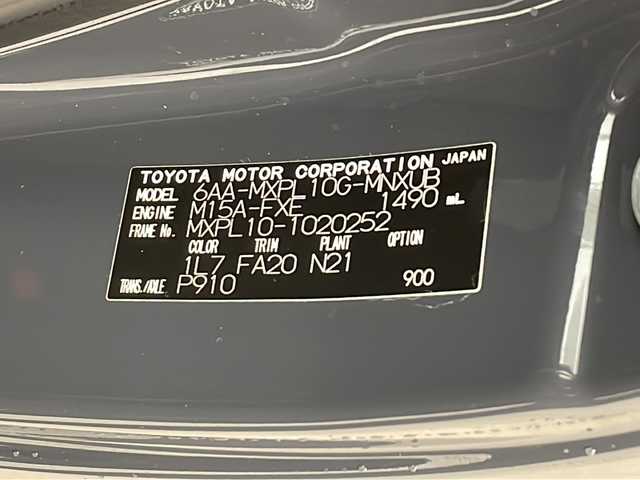 TOYOTA MOTOR CORPORATION JAPAN
MODEL 6AA-MXPL10G-MNXUB
ENGINE M15A-FXE 1490 mL
FRAME No. MXPL10-1020252
COLOR TRIM PLANT OPTION
1L7 FA20 N21
TRANS./AXLE P910 900